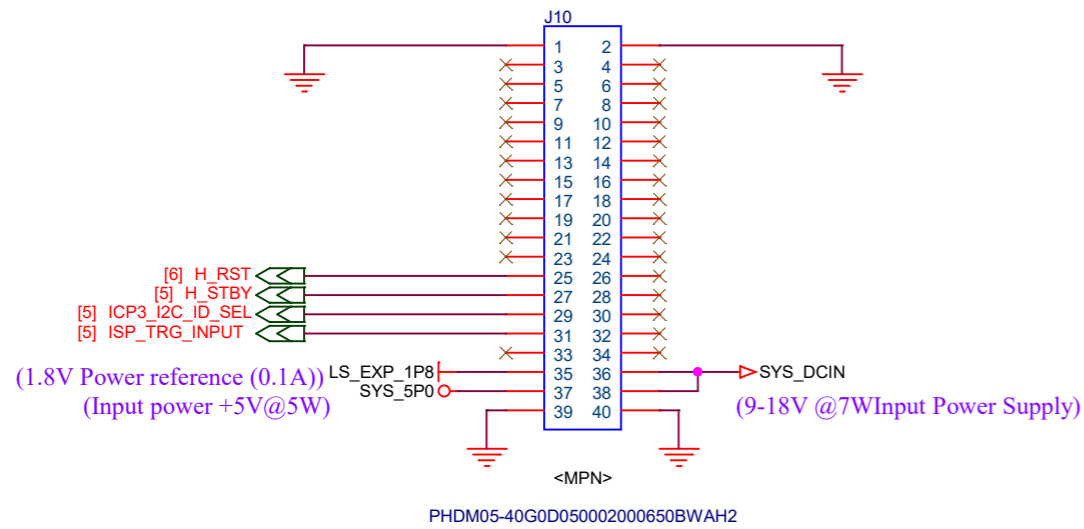 J10
1 2
3 4
5 6
7 8
9 10
11 12
13 14
15 16
17 18
19 20
21 22
23 24
[6] H_RST 25 26
[5] H_STBY 27 28
[5] ICP3_I2C_ID_SEL 29 30
[5] ISP_TRG_INPUT 31 32
33 34
(1.8V Power reference (0.1A)) LS_EXP_1P8 35 36 SYS_DCIN
(Input power +5V@5W) SYS_5P0 37 38 (9-18V @7WInput Power Supply)
39 40
<MPN>
PHDM05-40G0D050002000650BWAH2